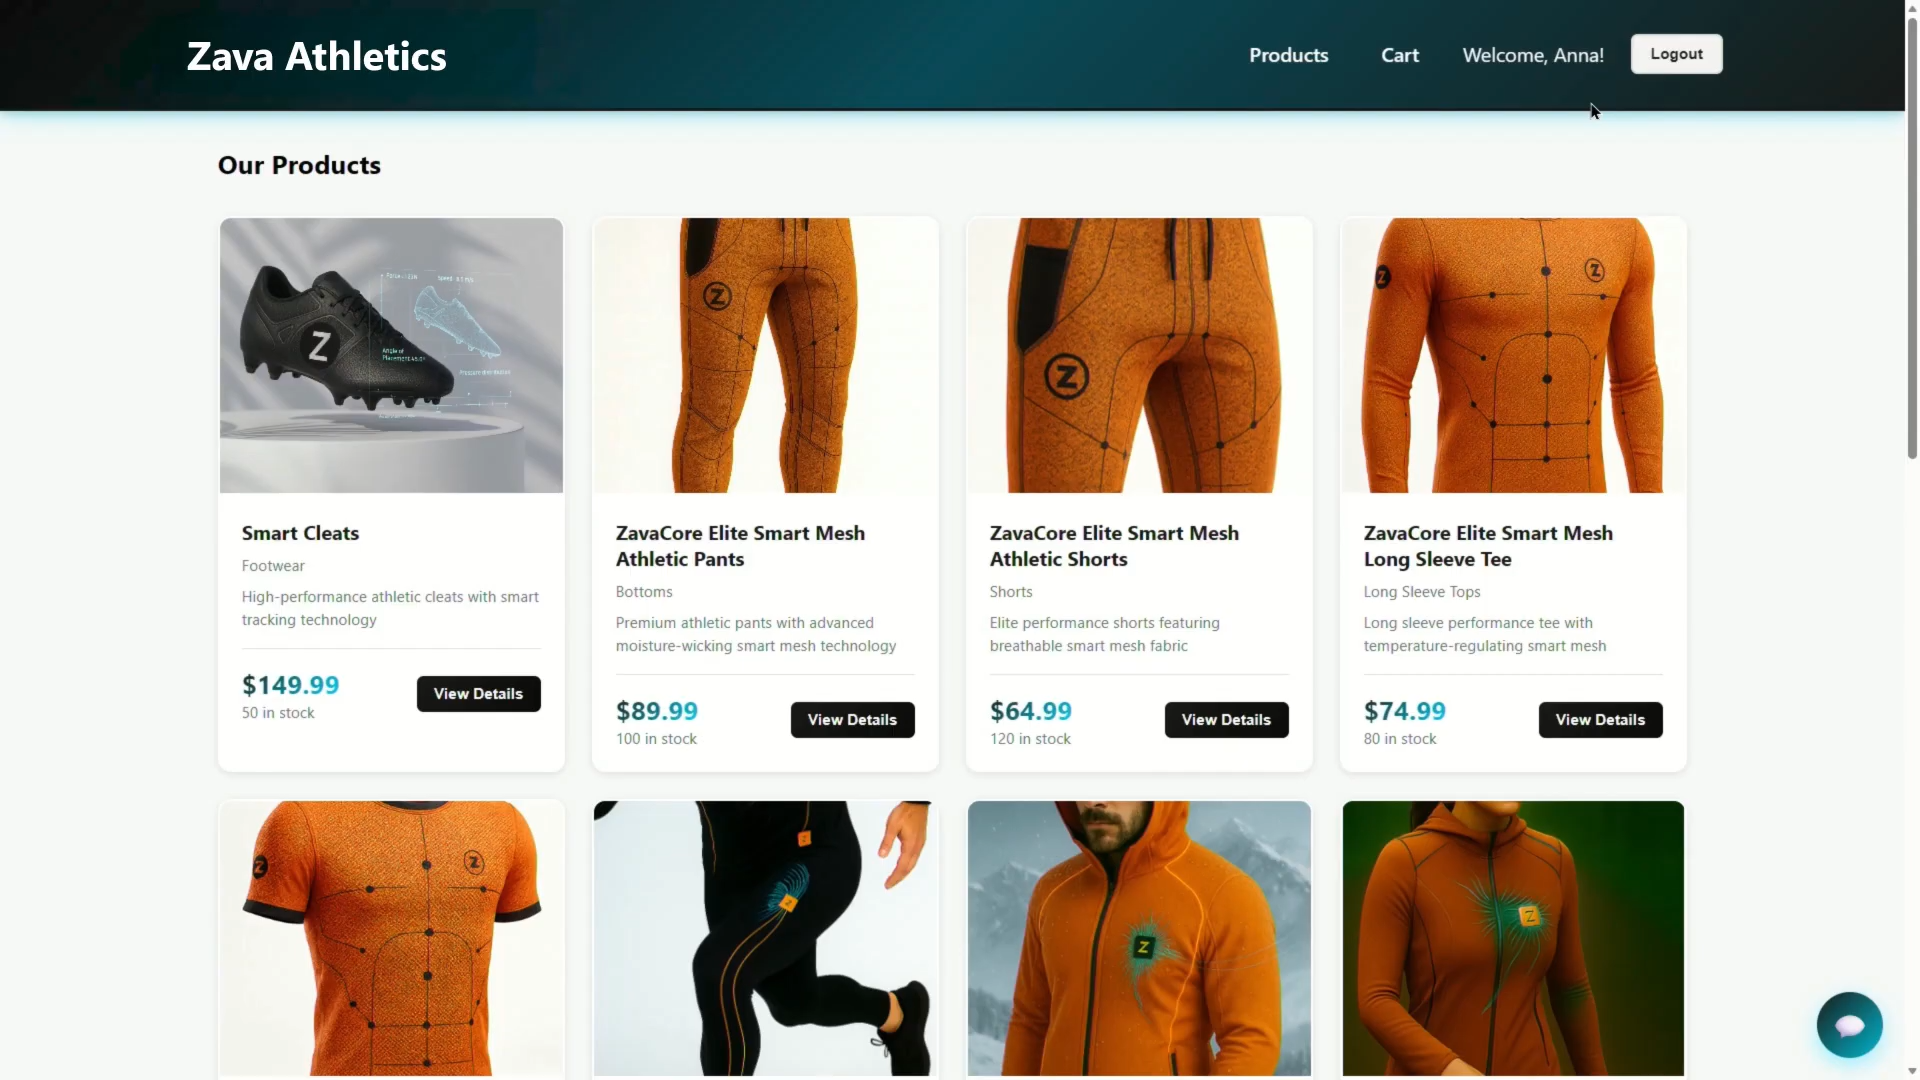 Zava Athletics
Products
Cart
Welcome, Anna!
Logout
Our Products
Z
Z
Z
Z
Z
Smart Cleats
Footwear
High-performance athletic cleats with smart
tracking technology
$149.99
50 in stock
View Details
ZavaCore Elite Smart Mesh
Athletic Pants
Bottoms
Premium athletic pants with advanced
moisture-wicking smart mesh technology
$89.99
100 in stock
View Details
ZavaCore Elite Smart Mesh
Athletic Shorts
Shorts
Elite performance shorts featuring
breathable smart mesh fabric
$64.99
120 in stock
View Details
ZavaCore Elite Smart Mesh
Long Sleeve Tee
Long Sleeve Tops
Long sleeve performance tee with
temperature-regulating smart mesh
$74.99
80 in stock
View Details
Z
Z
Z
Z
Z
Z